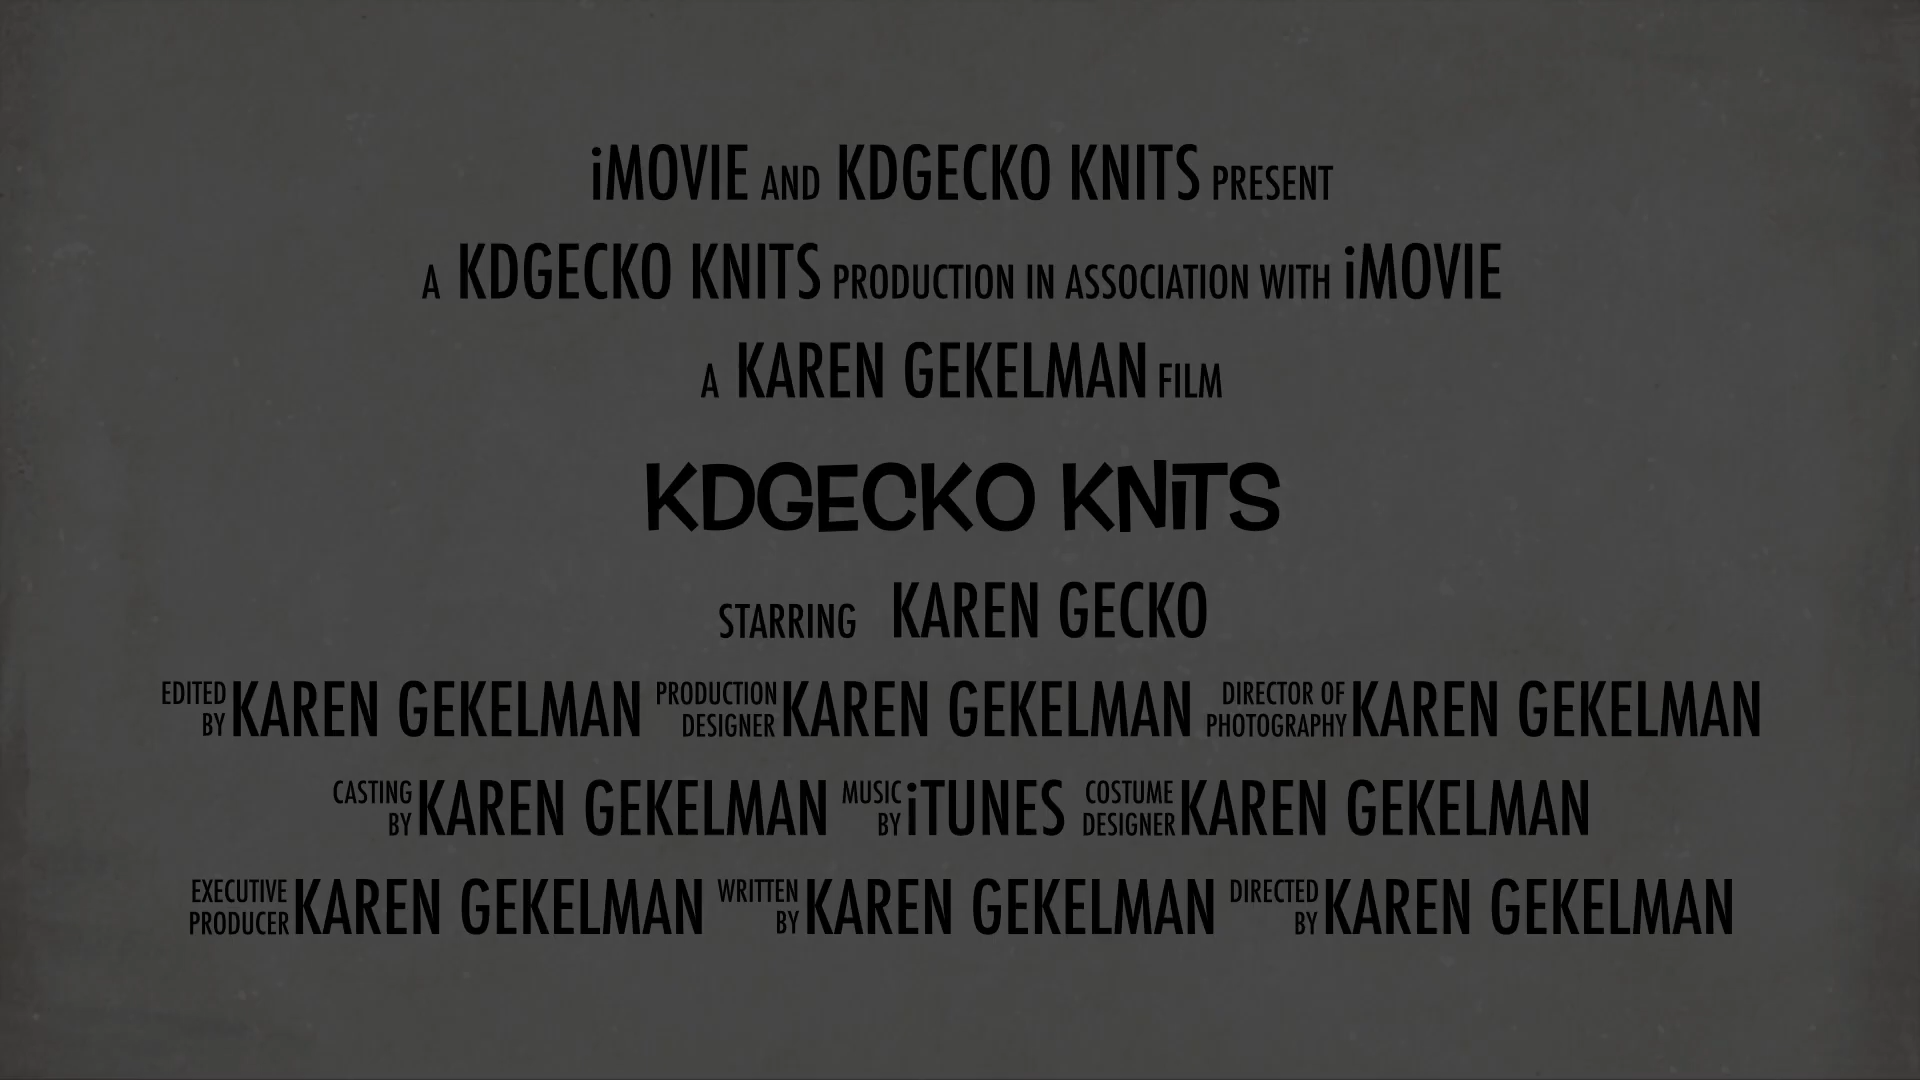 iMOVIE AND KDGECKO KNITS PRESENT
A KDGECKO KNITS PRODUCTION IN ASSOCIATION WITH iMOVIE
A KAREN GEKELMAN FILM
KDGECKO KNiTS
STARRING KAREN GECKO
EDITED BY KAREN GEKELMAN PRODUCTION DESIGNER KAREN GEKELMAN DIRECTOR OF PHOTOGRAPHY KAREN GEKELMAN
CASTING BY KAREN GEKELMAN MUSIC BY iTUNES COSTUME DESIGNER KAREN GEKELMAN
EXECUTIVE PRODUCER KAREN GEKELMAN WRITTEN BY KAREN GEKELMAN DIRECTED BY KAREN GEKELMAN